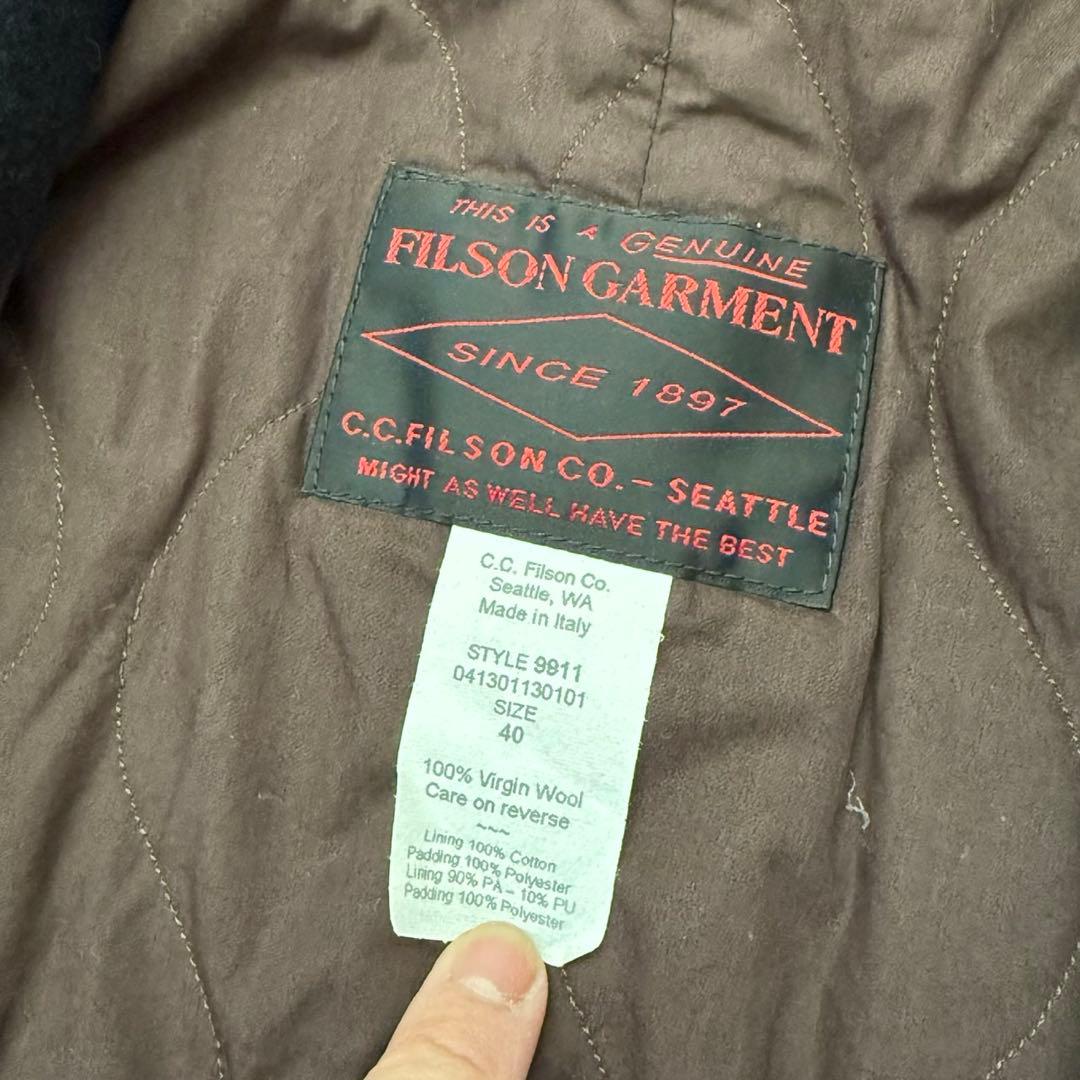 THIS IS A GENUINE
FILSON GARMENT
SINCE 1897
C.C.FILSON CO. – SEATTLE
MIGHT AS WELL HAVE THE BEST
C.C. Filson Co.
Seattle, WA
Made in Italy
STYLE 9911
041301130101
SIZE
40
100% Virgin Wool
Care on reverse
~~~
Lining 100% Cotton
Padding 100% Polyester
Lining 90% PA – 10% PU
Padding 100% Polyester